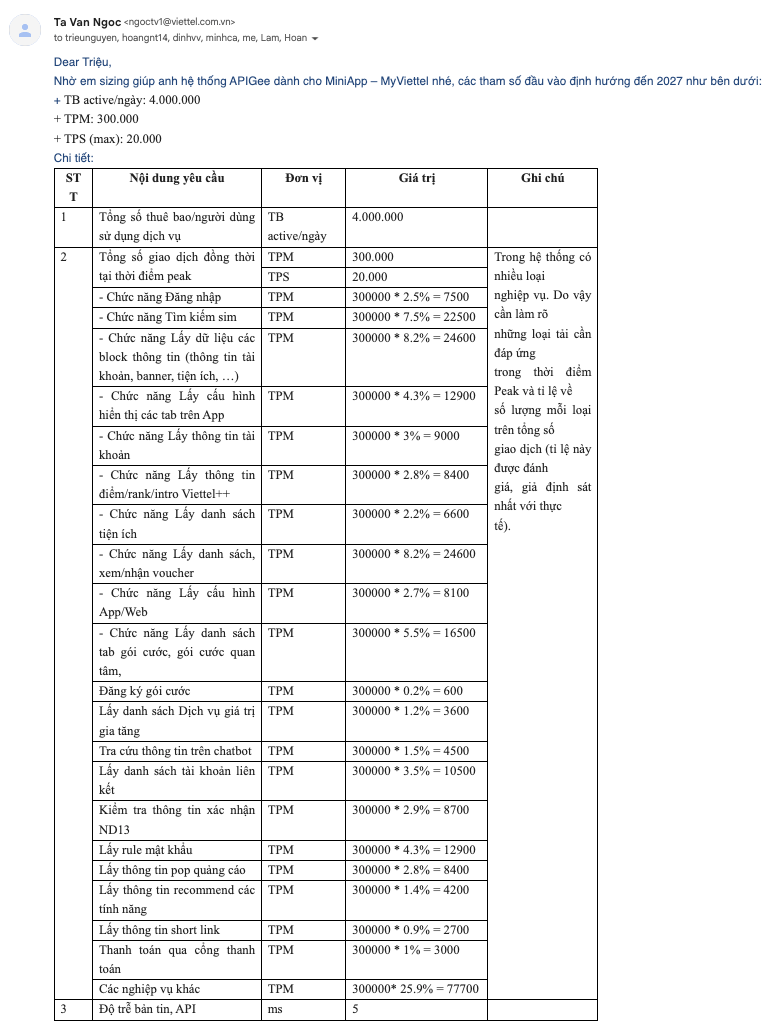 Ta Van Ngoc <ngoctv1@viettel.com.vn>
to trieunguyen, hoangnt14, dinhvv, minhca, me, Lam, Hoan
Dear Triệu,
Nhờ em sizing giúp anh hệ thống APIGee dành cho MiniApp – MyViettel nhé, các tham số đầu vào định hướng đến 2027 như bên dưới:
+ TB active/ngày: 4.000.000
+ TPM: 300.000
+ TPS (max): 20.000
Chi tiết:
ST
T
Nội dung yêu cầu
Đơn vị
Giá trị
Ghi chú
1
Tổng số thuê bao/người dùng
sử dụng dịch vụ
TB
active/ngày
4.000.000
2
Tổng số giao dịch đồng thời
tại thời điểm peak
TPM
300.000
TPS
20.000
Trong hệ thống có
nhiều loại
nghiệp vụ. Do vậy
cần làm rõ
những loại tải cần
đáp ứng
trong thời điểm
Peak và tỉ lệ về
số lượng mỗi loại
trên tổng số
giao dịch (tỉ lệ này
được đánh
giá, giả định sát
nhất với thực
tế).
- Chức năng Đăng nhập
TPM
300000 * 2.5% = 7500
- Chức năng Tìm kiếm sim
TPM
300000 * 7.5% = 22500
- Chức năng Lấy dữ liệu các
block thông tin (thông tin tài
khoản, banner, tiện ích, …)
TPM
300000 * 8.2% = 24600
- Chức năng Lấy cấu hình
hiển thị các tab trên App
TPM
300000 * 4.3% = 12900
- Chức năng Lấy thông tin tài
khoản
TPM
300000 * 3% = 9000
- Chức năng Lấy thông tin
điểm/rank/intro Viettel++
TPM
300000 * 2.8% = 8400
- Chức năng Lấy danh sách
tiện ích
TPM
300000 * 2.2% = 6600
- Chức năng Lấy danh sách,
xem/nhận voucher
TPM
300000 * 8.2% = 24600
- Chức năng Lấy cấu hình
App/Web
TPM
300000 * 2.7% = 8100
- Chức năng Lấy danh sách
tab gói cước, gói cước quan
tâm,
TPM
300000 * 5.5% = 16500
Đăng ký gói cước
TPM
300000 * 0.2% = 600
Lấy danh sách Dịch vụ giá trị
gia tăng
TPM
300000 * 1.2% = 3600
Tra cứu thông tin trên chatbot
TPM
300000 * 1.5% = 4500
Lấy danh sách tài khoản liên
kết
TPM
300000 * 3.5% = 10500
Kiểm tra thông tin xác nhận
ND13
TPM
300000 * 2.9% = 8700
Lấy rule mật khẩu
TPM
300000 * 4.3% = 12900
Lấy thông tin pop quảng cáo
TPM
300000 * 2.8% = 8400
Lấy thông tin recommend các
tính năng
TPM
300000 * 1.4% = 4200
Lấy thông tin short link
TPM
300000 * 0.9% = 2700
Thanh toán qua cổng thanh
toán
TPM
300000 * 1% = 3000
Các nghiệp vụ khác
TPM
300000* 25.9% = 77700
3
Độ trễ bản tin, API
ms
5